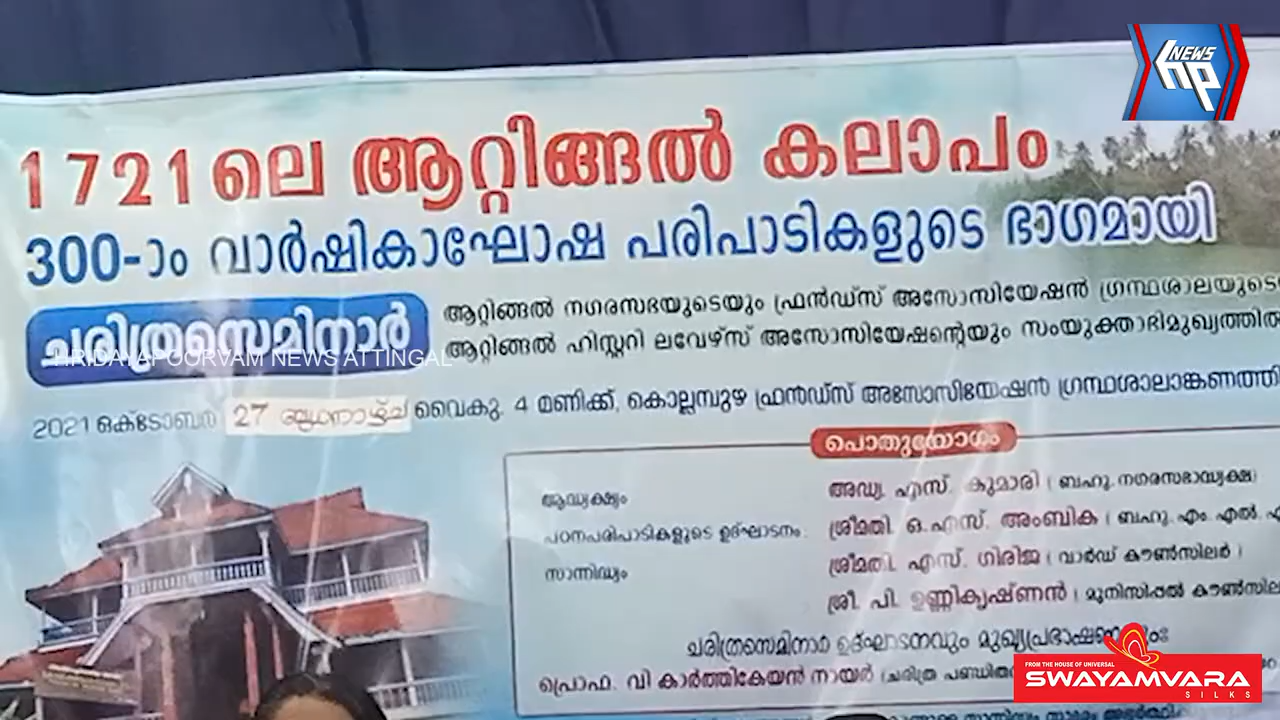 NEWS
hp
1721ലെ ആറ്റിങ്ങൽ കലാപം
300-ാം വാർഷികാഘോഷ പരിപാടികളുടെ ഭാഗമായി
ചരിത്രസെമിനാർ
ആറ്റിങ്ങൽ നഗരസഭയുടെയും ഫ്രൻഡ്സ് അസോസിയേഷൻ ഗ്രന്ഥശാലയുടെ
ആറ്റിങ്ങൽ ഹിസ്റ്ററി ലവേഴ്സ് അസോസിയേഷന്റെയും സംയുക്താഭിമുഖ്യത്തിൽ
HRIDAYAPOORVAM NEWS ATTINGAL
2021 ഒക്ടോബർ 27 ബുധനാഴ്ച വൈകു. 4 മണിക്ക്, കൊല്ലമ്പുഴ ഫ്രൻഡ്സ് അസോസിയേഷൻ ഗ്രന്ഥശാലാങ്കണത്തി
പൊതുയോഗം
ആദ്ധ്യക്ഷ്യം അഡ്വ. എസ്. കുമാരി (ബഹു. നഗരസഭാദ്ധ്യക്ഷ)
പഠനപരിപാടികളുടെ ഉദ്ഘാടനം: ശ്രീമതി. ഒ.എസ്. അംബിക (ബഹു. എം.എൽ.എ
സാന്നിദ്ധ്യം ശ്രീമതി. എസ്. ഗിരിജ (വാർഡ് കൗൺസിലർ)
ശ്രീ. പി. ഉണ്ണികൃഷ്ണൻ (മുനിസിപ്പൽ കൗൺസില
ചരിത്രസെമിനാർ ഉദ്ഘാടനവും മുഖ്യപ്രഭാഷണവും:
പ്രൊഫ. വി കാർത്തികേയൻ നായർ (ചരിത്ര പണ്ഡിത
FROM THE HOUSE OF UNIVERSAL
SWAYAMVARA
SILKS